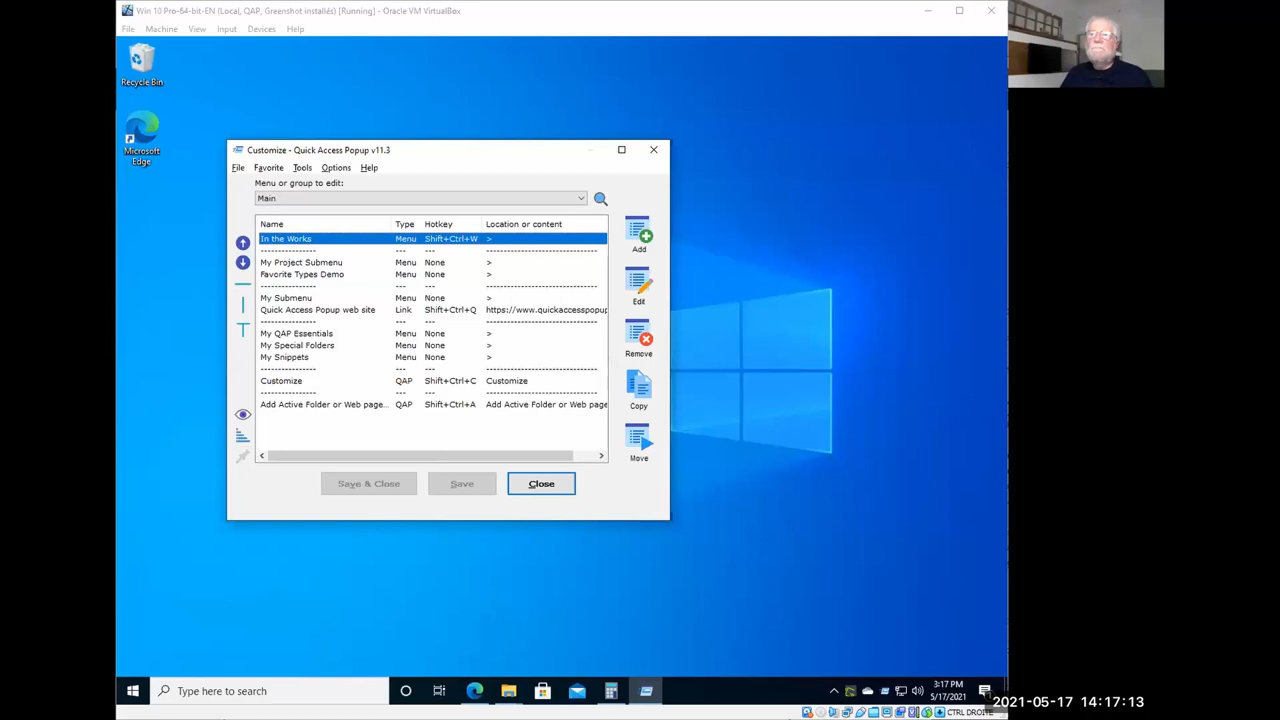 Win 10 Pro-64-bit-EN (Local, QAP, Greenshot installés) [Running] - Oracle VM VirtualBox
File Machine View Input Devices Help
Recycle Bin
Microsoft
Edge
Customize - Quick Access Popup v11.3
File Favorite Tools Options Help
Menu or group to edit:
Main
Name Type Hotkey Location or content
In the Works Menu Shift+Ctrl+W >
---------------- --- --- --------------------------------
My Project Submenu Menu None >
Favorite Types Demo Menu None >
---------------- --- --- --------------------------------
My Submenu Menu None >
Quick Access Popup web site Link Shift+Ctrl+Q https://www.quickaccesspopup
---------------- --- --- --------------------------------
My QAP Essentials Menu None >
My Special Folders Menu None >
My Snippets Menu None >
---------------- --- --- --------------------------------
Customize QAP Shift+Ctrl+C Customize
---------------- --- --- --------------------------------
Add Active Folder or Web page... QAP Shift+Ctrl+A Add Active Folder or Web page
Add
Edit
Remove
Copy
Move
Save & Close Save Close
Type here to search
3:17 PM
5/17/2021
CTRL DROITE
2021-05-17 14:17:13